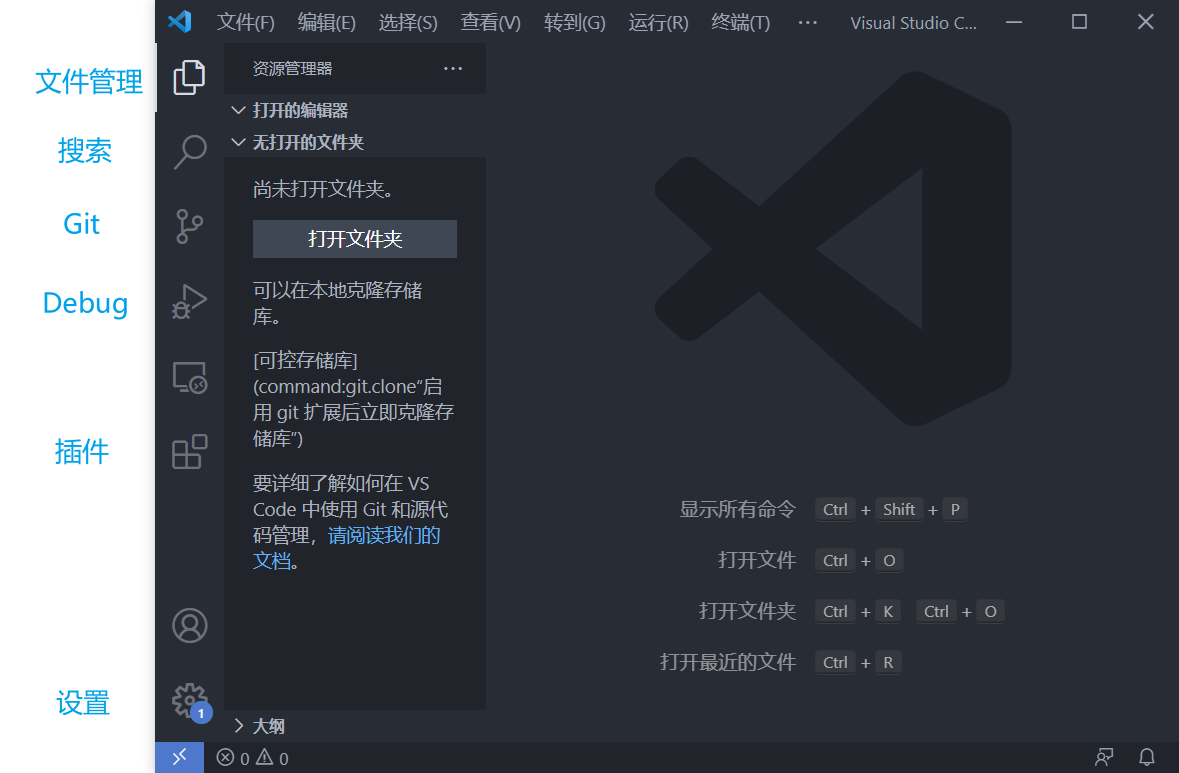 文件(F) 编辑(E) 选择(S) 查看(V) 转到(G) 运行(R) 终端(T) ··· Visual Studio C...
文件管理
搜索
Git
Debug
插件
设置
资源管理器 ···
打开的编辑器
无打开的文件夹
尚未打开文件夹。
打开文件夹
可以在本地克隆存储
库。
[可控存储库]
(command:git.clone“启
用 git 扩展后立即克隆存
储库”)
要详细了解如何在 VS
Code 中使用 Git 和源代
码管理，请阅读我们的
文档。
大纲
显示所有命令 Ctrl + Shift + P
打开文件 Ctrl + O
打开文件夹 Ctrl + K Ctrl + O
打开最近的文件 Ctrl + R
1
0 0